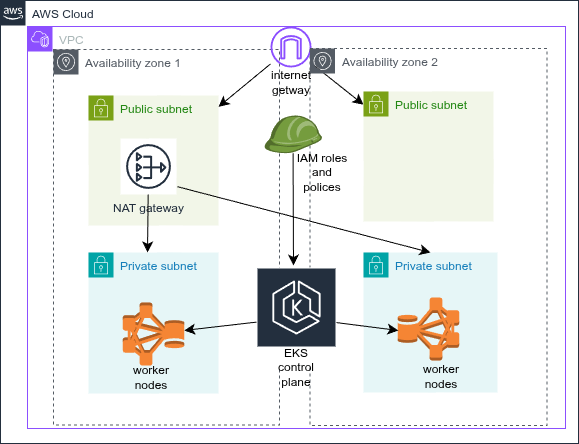 aws
AWS Cloud
VPC
Availability zone 1
Availability zone 2
internet
getway
Public subnet
Public subnet
IAM roles
and
polices
NAT gateway
Private subnet
Private subnet
K
EKS
control
plane
worker
nodes
worker
nodes